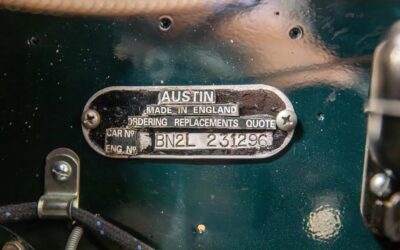 AUSTIN
MADE IN ENGLAND
ORDERING REPLACEMENTS QUOTE
CAR No BN2L 231296
ENG. No